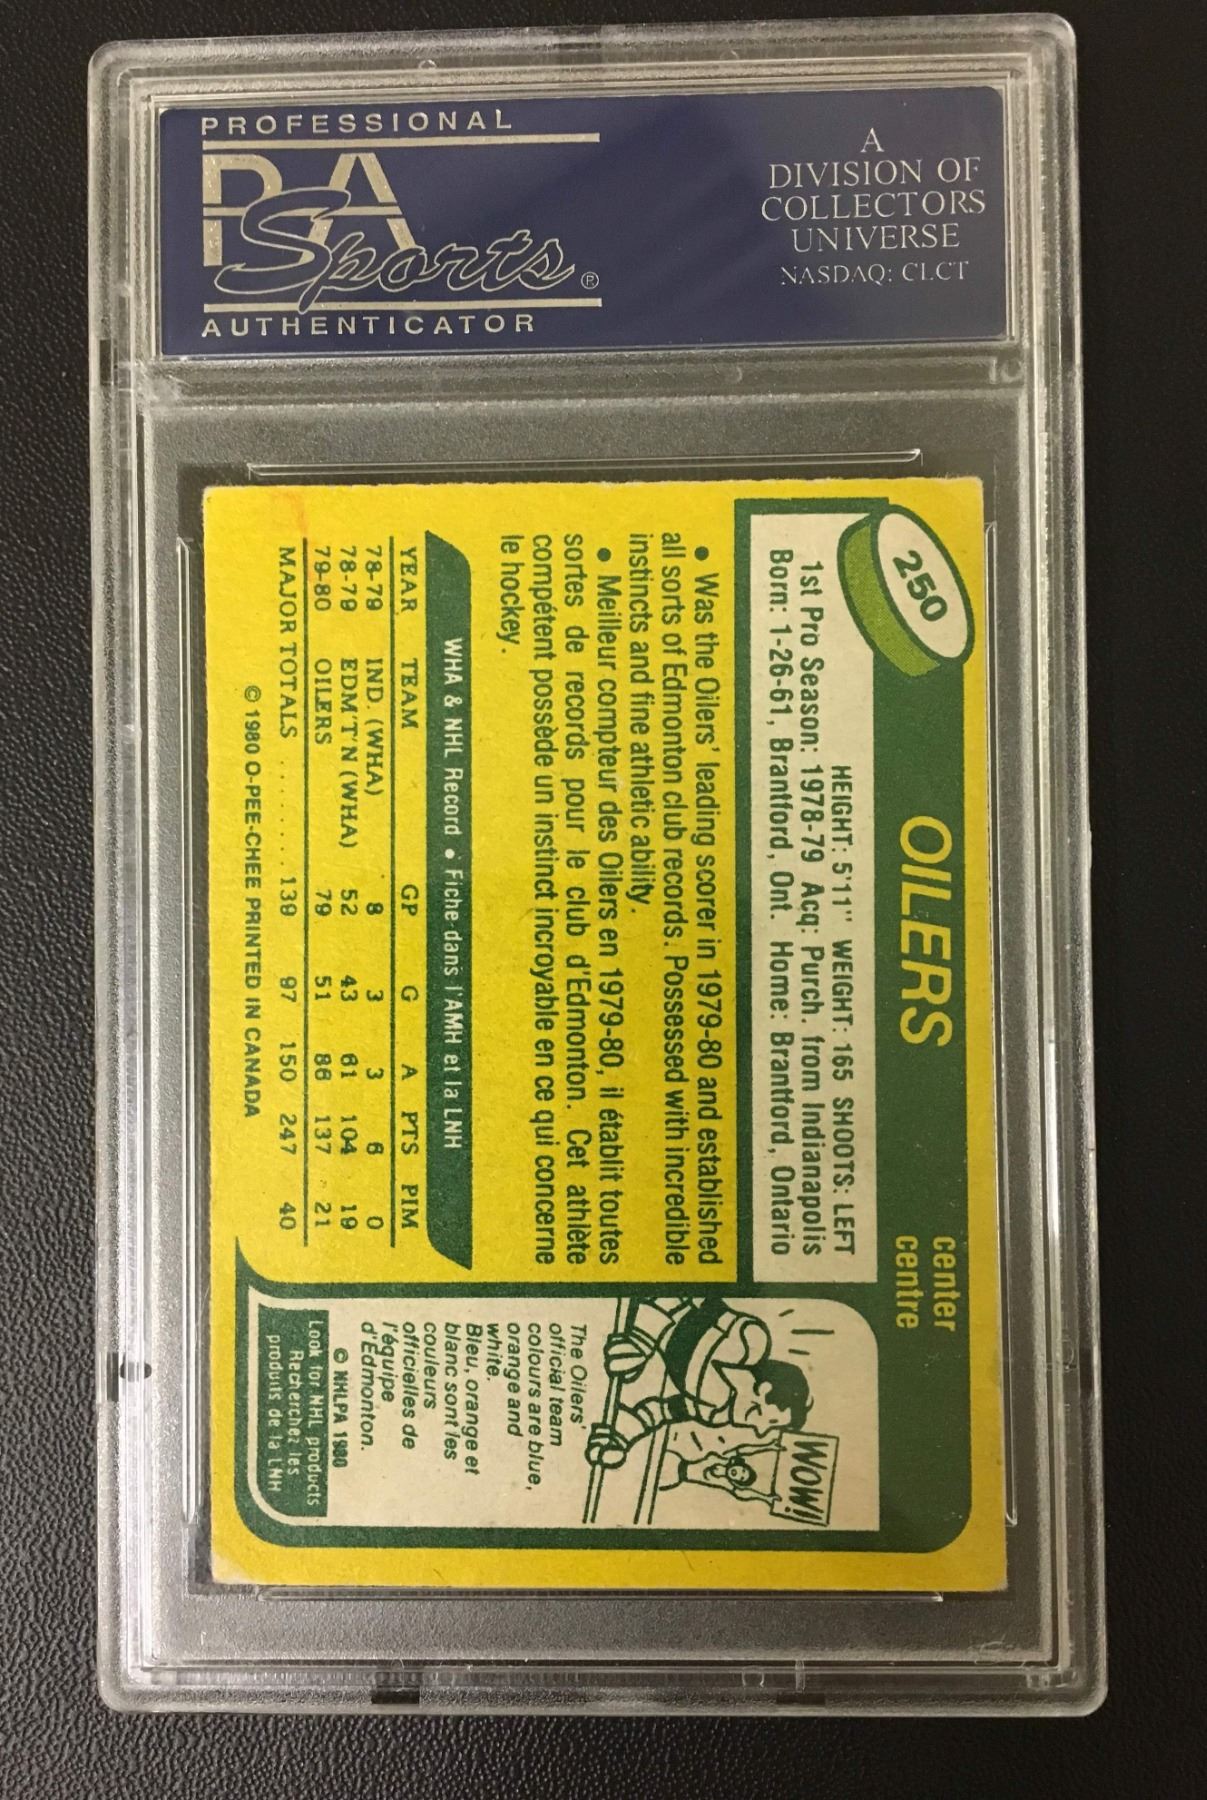 PROFESSIONAL
PSA
Sports®
AUTHENTICATOR
A
DIVISION OF
COLLECTORS
UNIVERSE
NASDAQ: CLCT
250
OILERS
center
centre
HEIGHT: 5'11" WEIGHT: 165 SHOOTS: LEFT
1st Pro Season: 1978-79 Acq: Purch. from Indianapolis
Born: 1-26-61, Brantford, Ont. Home: Brantford, Ontario
• Was the Oilers' leading scorer in 1979-80 and established
all sorts of Edmonton club records. Possessed with incredible
instincts and fine athletic ability.
• Meilleur compteur des Oilers en 1979-80, il établit toutes
sortes de records pour le club d'Edmonton. Cet athlète
compétent possède un instinct incroyable en ce qui concerne
le hockey.
WHA & NHL Record • Fiche dans l'AMH et la LNH
YEAR TEAM GP G A PTS PIM
78-79 IND. (WHA) 8 3 3 6 0
78-79 EDM'T'N (WHA) 52 43 61 104 19
79-80 OILERS 79 51 86 137 21
MAJOR TOTALS ........ 139 97 150 247 40
© 1980 O-PEE-CHEE PRINTED IN CANADA
WOW!
The Oilers'
official team
colours are blue,
orange and
white.
Bleu, orange et
blanc sont les
couleurs
officielles de
l'équipe
d'Edmonton.
© NHLPA 1980
Look for NHL products
Recherchez les
produits de la LNH